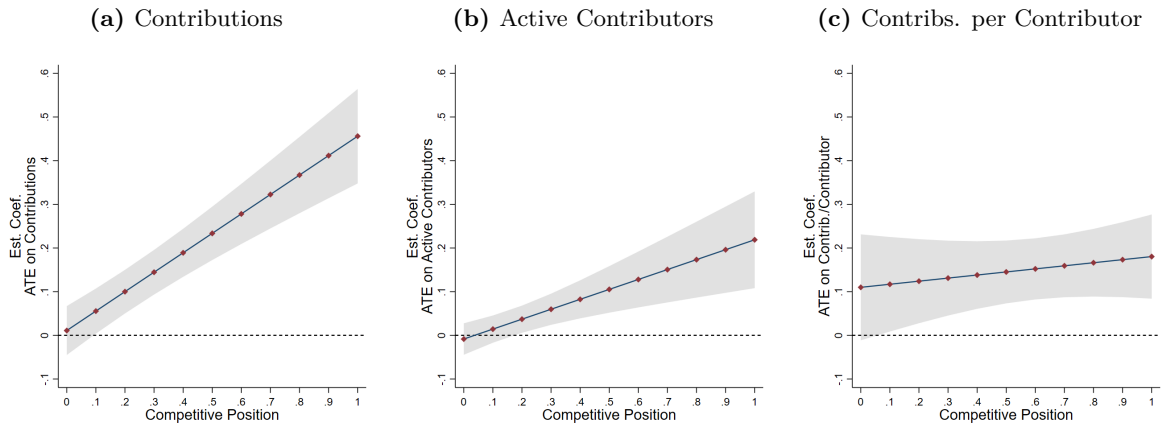 (a) Contributions
Est. Coef.
ATE on Contributions
.6
.5
.4
.3
.2
.1
0
-.1
0 .1 .2 .3 .4 .5 .6 .7 .8 .9 1
Competitive Position
(b) Active Contributors
Est. Coef.
ATE on Active Contributors
.6
.5
.4
.3
.2
.1
0
-.1
0 .1 .2 .3 .4 .5 .6 .7 .8 .9 1
Competitive Position
(c) Contribs. per Contributor
Est. Coef.
ATE on Contrib./Contributor
.6
.5
.4
.3
.2
.1
0
-.1
0 .1 .2 .3 .4 .5 .6 .7 .8 .9 1
Competitive Position